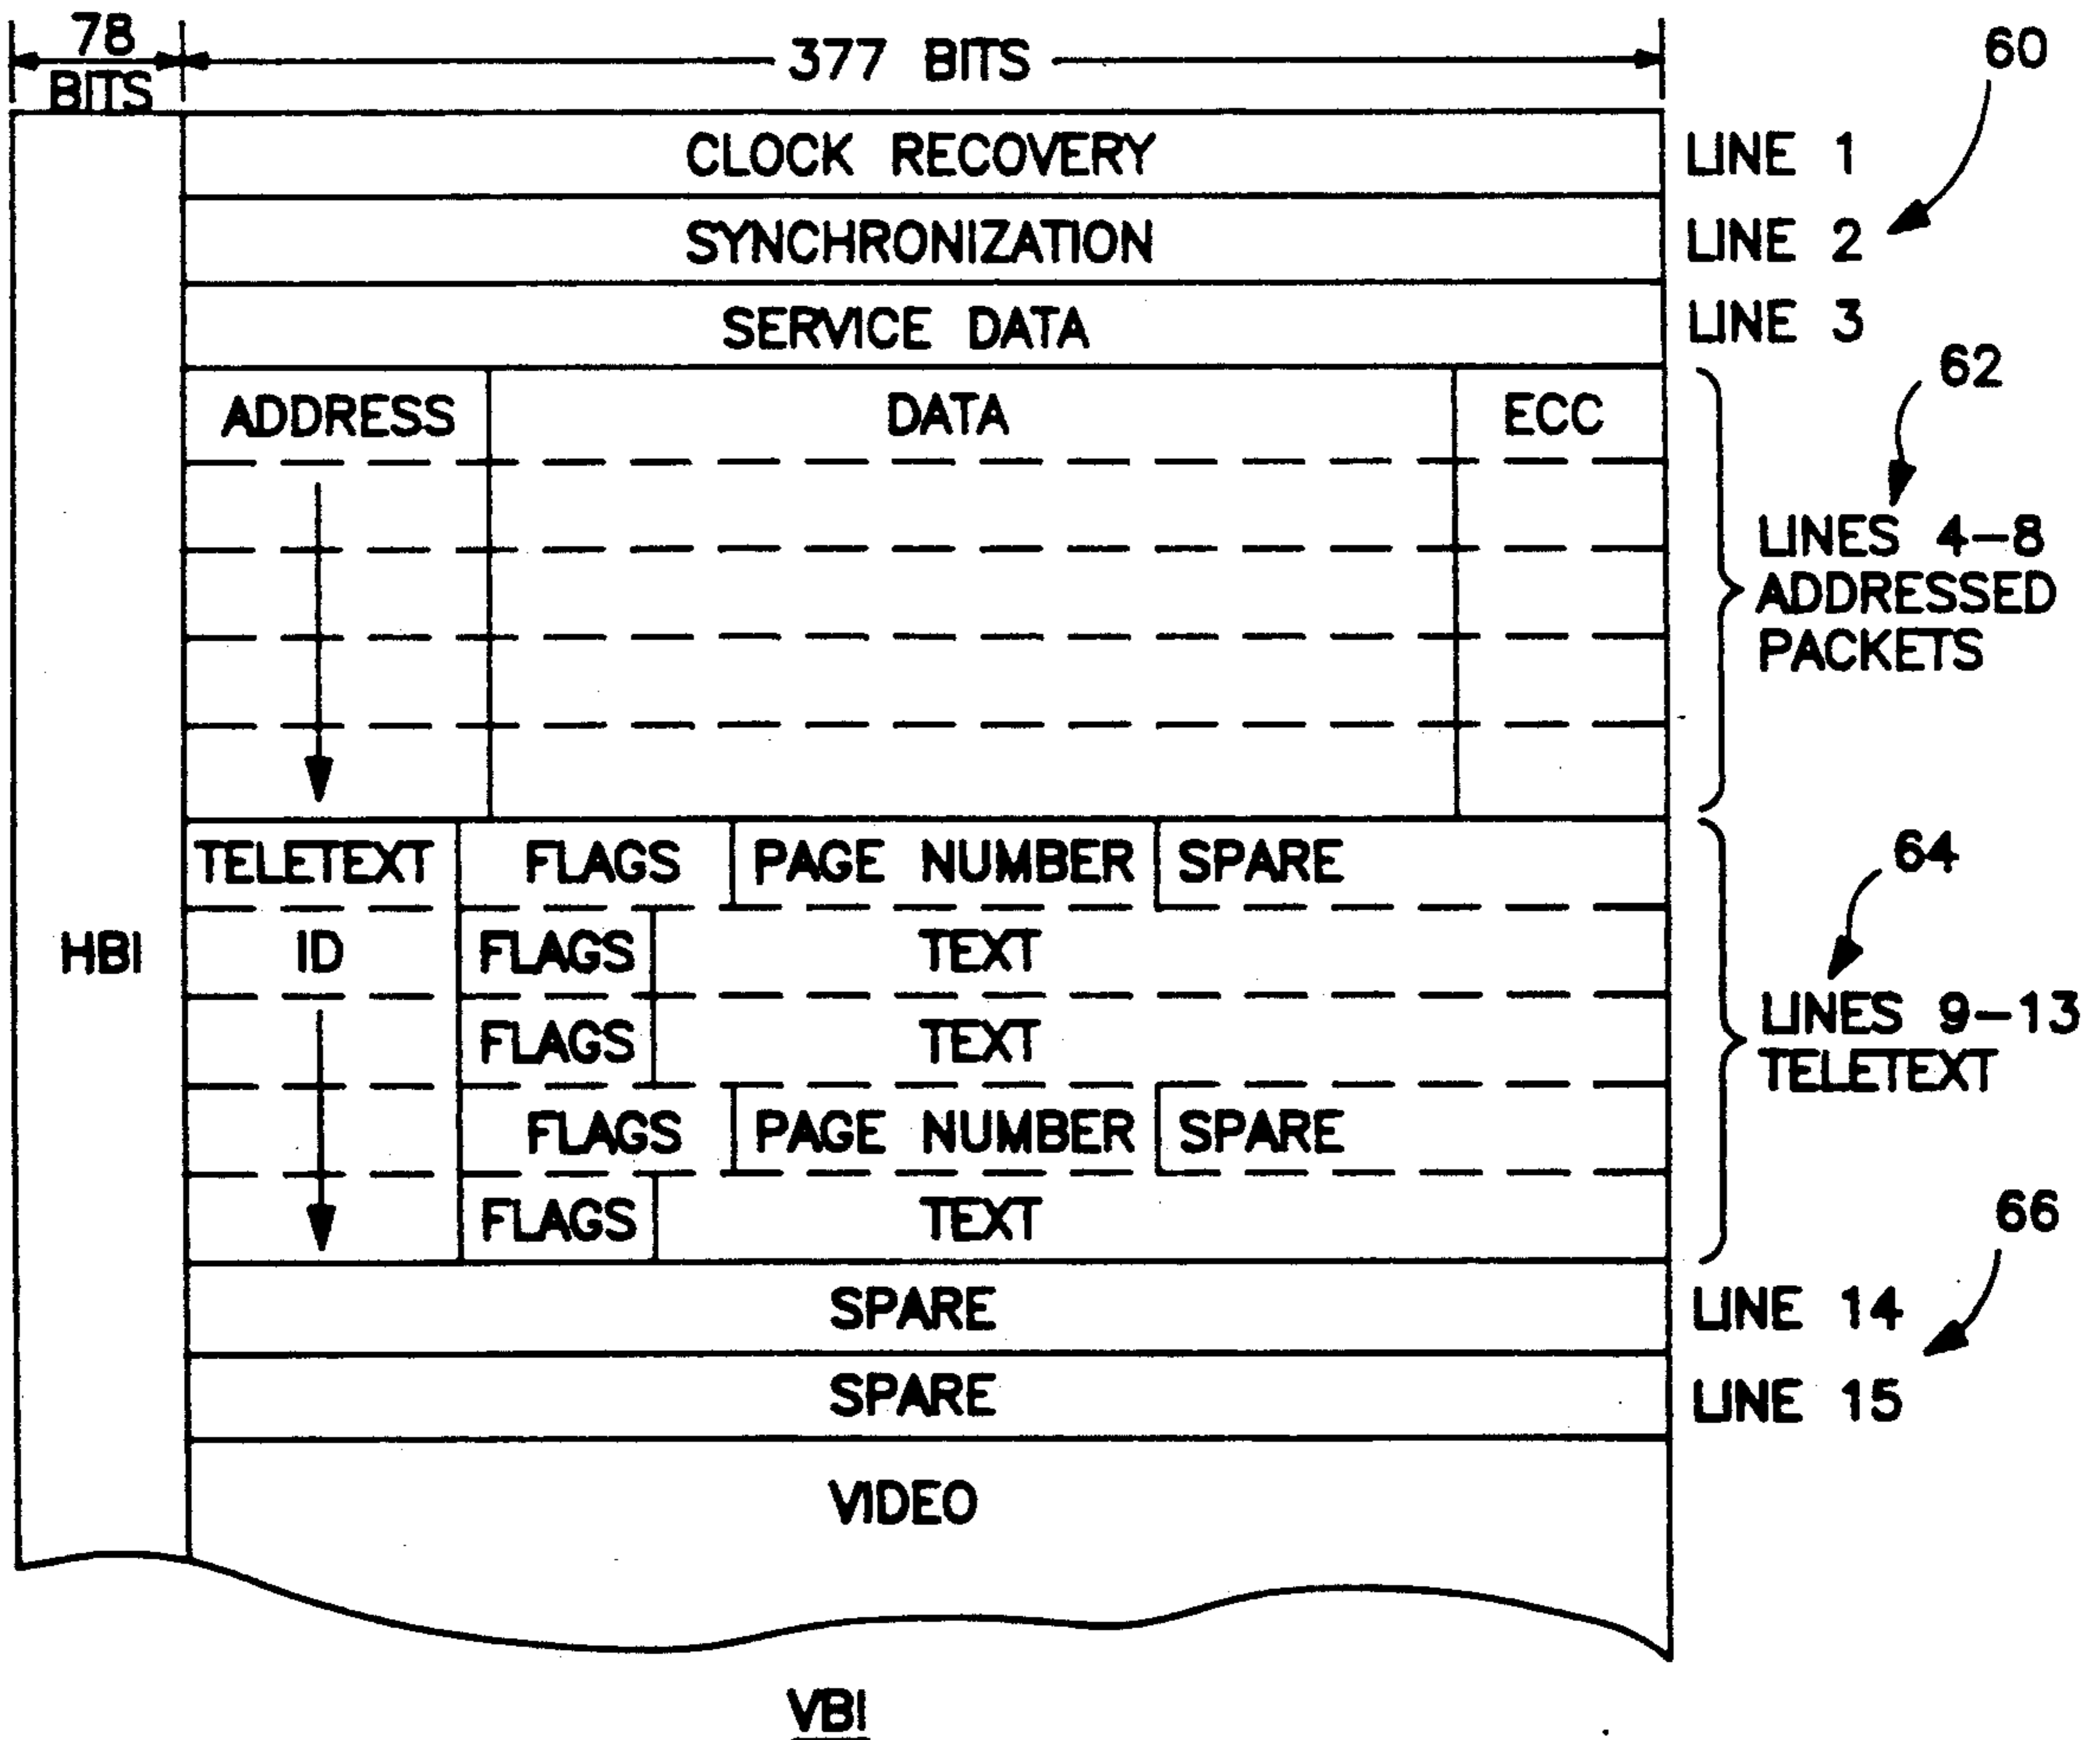 78
BITS
377 BITS
60
CLOCK RECOVERY
LINE 1
SYNCHRONIZATION
LINE 2
SERVICE DATA
LINE 3
62
ADDRESS
DATA
ECC
LINES 4-8
ADDRESSED
PACKETS
TELETEXT
FLAGS
PAGE NUMBER
SPARE
64
HBI
ID
FLAGS
TEXT
FLAGS
TEXT
LINES 9-13
TELETEXT
FLAGS
PAGE NUMBER
SPARE
FLAGS
TEXT
66
SPARE
LINE 14
SPARE
LINE 15
VIDEO
VBI